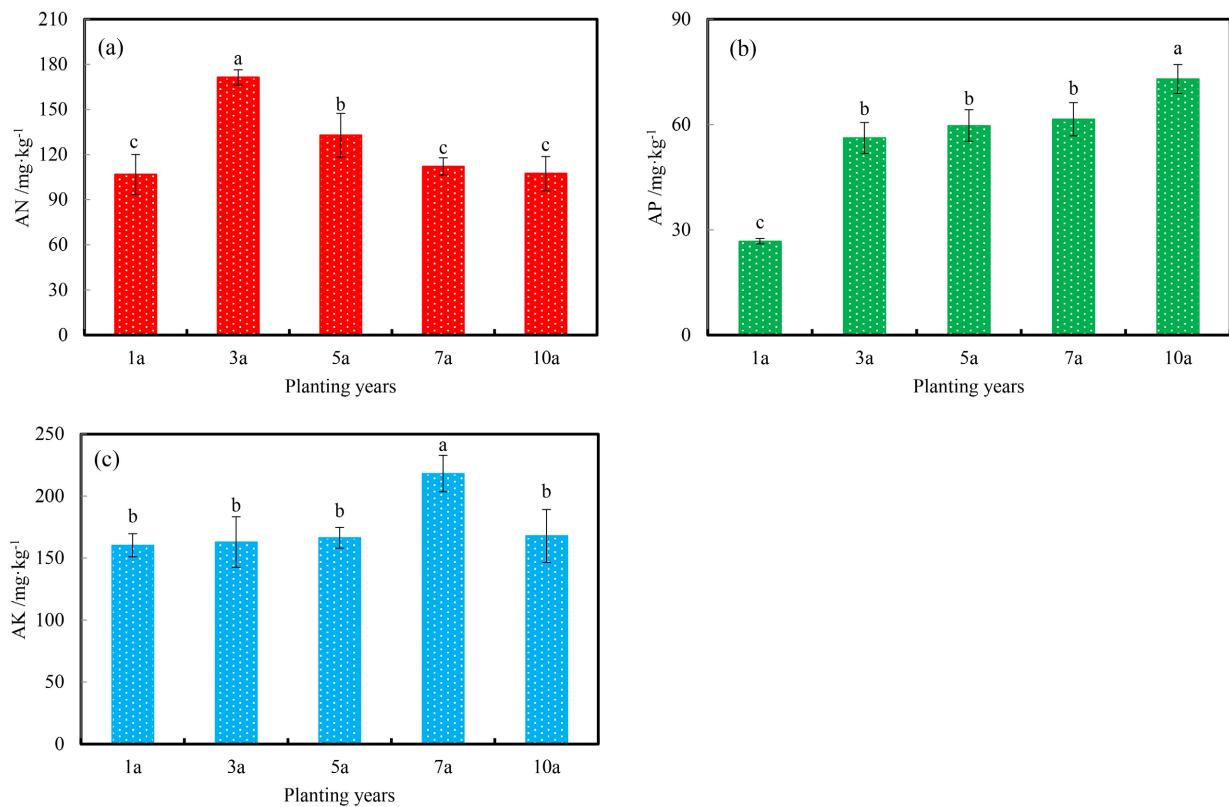 (a)
AN /mg·kg⁻¹
210
180
150
120
90
60
30
0
c
a
b
c
c
1a 3a 5a 7a 10a
Planting years
(b)
AP /mg·kg⁻¹
90
60
30
0
c
b
b
b
a
1a 3a 5a 7a 10a
Planting years
(c)
AK /mg·kg⁻¹
250
200
150
100
50
0
b
b
b
a
b
1a 3a 5a 7a 10a
Planting years